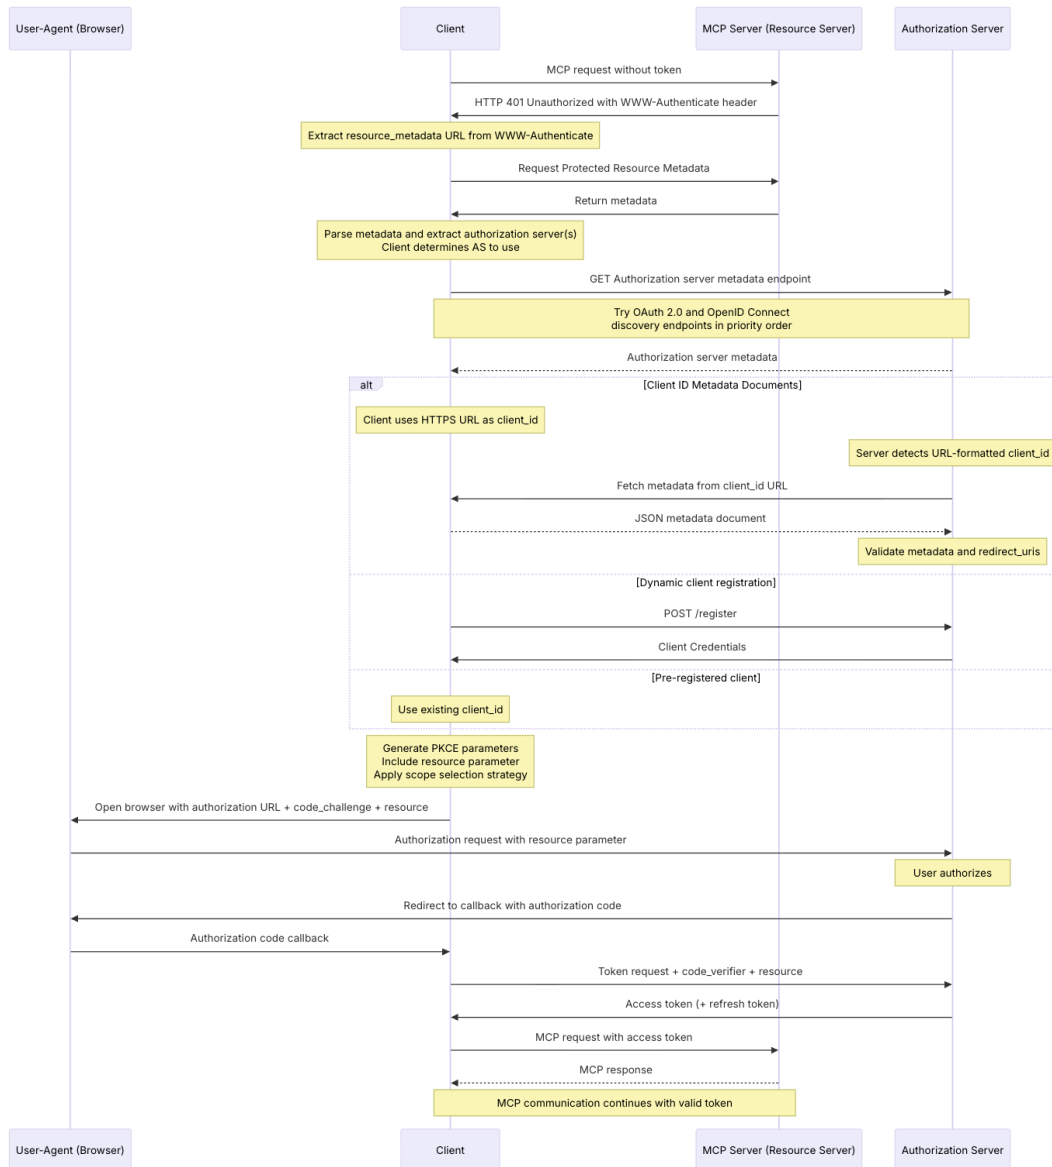 User-Agent (Browser)
Client
MCP Server (Resource Server)
Authorization Server
MCP request without token
HTTP 401 Unauthorized with WWW-Authenticate header
Extract resource_metadata URL from WWW-Authenticate
Request Protected Resource Metadata
Return metadata
Parse metadata and extract authorization server(s)
Client determines AS to use
GET Authorization server metadata endpoint
Try OAuth 2.0 and OpenID Connect
discovery endpoints in priority order
Authorization server metadata
alt
[Client ID Metadata Documents]
Client uses HTTPS URL as client_id
Server detects URL-formatted client_id
Fetch metadata from client_id URL
JSON metadata document
Validate metadata and redirect_uris
[Dynamic client registration]
POST /register
Client Credentials
[Pre-registered client]
Use existing client_id
Generate PKCE parameters
Include resource parameter
Apply scope selection strategy
Open browser with authorization URL + code_challenge + resource
Authorization request with resource parameter
User authorizes
Redirect to callback with authorization code
Authorization code callback
Token request + code_verifier + resource
Access token (+ refresh token)
MCP request with access token
MCP response
MCP communication continues with valid token
User-Agent (Browser)
Client
MCP Server (Resource Server)
Authorization Server